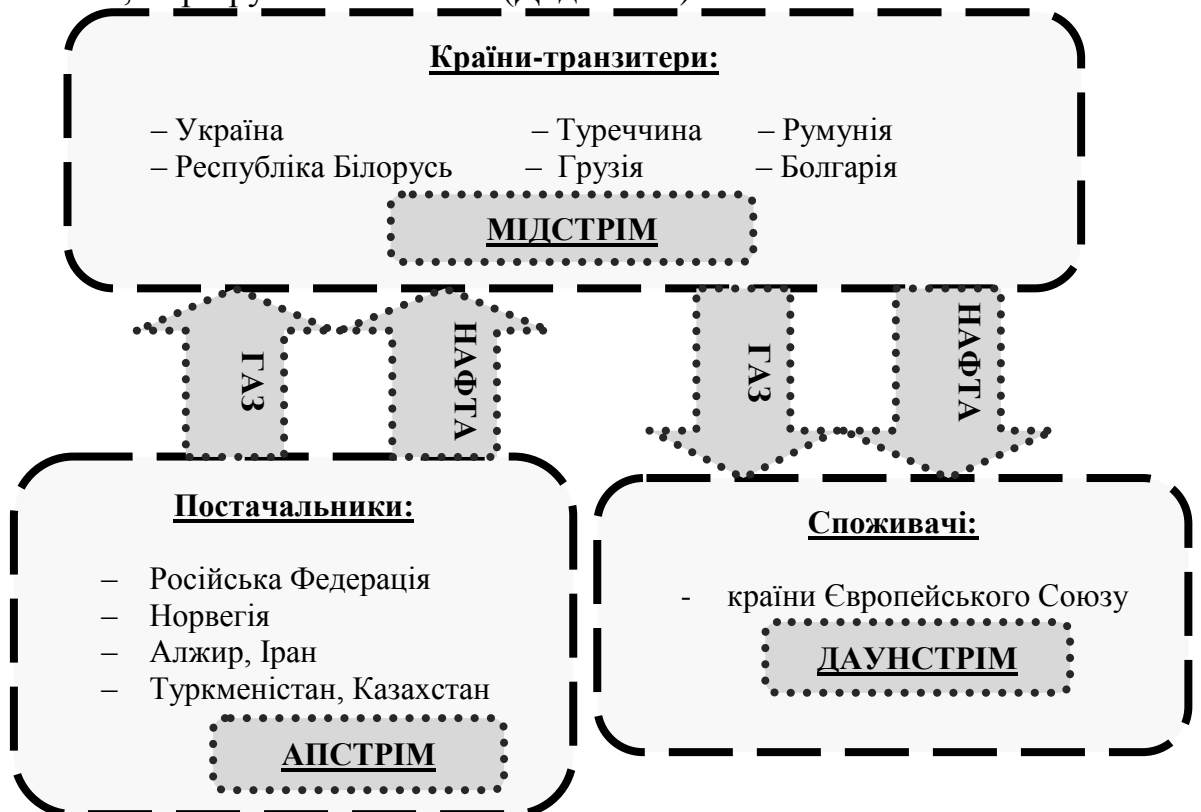 Країни-транзитери:
– Україна – Туреччина – Румунія
– Республіка Білорусь – Грузія – Болгарія
МІДСТРІМ
ГАЗ НАФТА ГАЗ НАФТА
Постачальники:
– Російська Федерація
– Норвегія
– Алжир, Іран
– Туркменістан, Казахстан
АПСТРІМ
Споживачі:
- країни Європейського Союзу
ДАУНСТРІМ